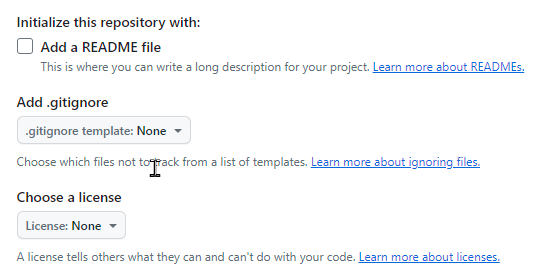 Initialize this repository with:
Add a README file
This is where you can write a long description for your project. Learn more about READMEs.
Add .gitignore
.gitignore template: None
Choose which files not to track from a list of templates. Learn more about ignoring files.
Choose a license
License: None
A license tells others what they can and can't do with your code. Learn more about licenses.